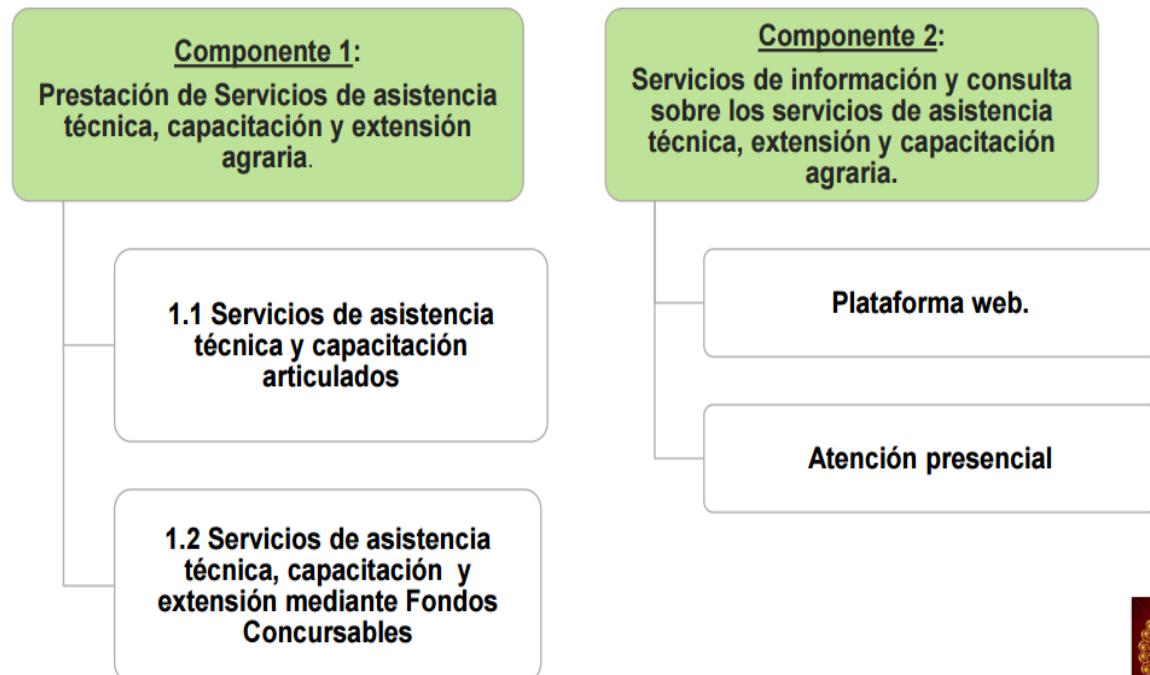 Componente 1:
Prestación de Servicios de asistencia
técnica, capacitación y extensión
agraria.
1.1 Servicios de asistencia
técnica y capacitación
articulados
1.2 Servicios de asistencia
técnica, capacitación y
extensión mediante Fondos
Concursables
Componente 2:
Servicios de información y consulta
sobre los servicios de asistencia
técnica, extensión y capacitación
agraria.
Plataforma web.
Atención presencial